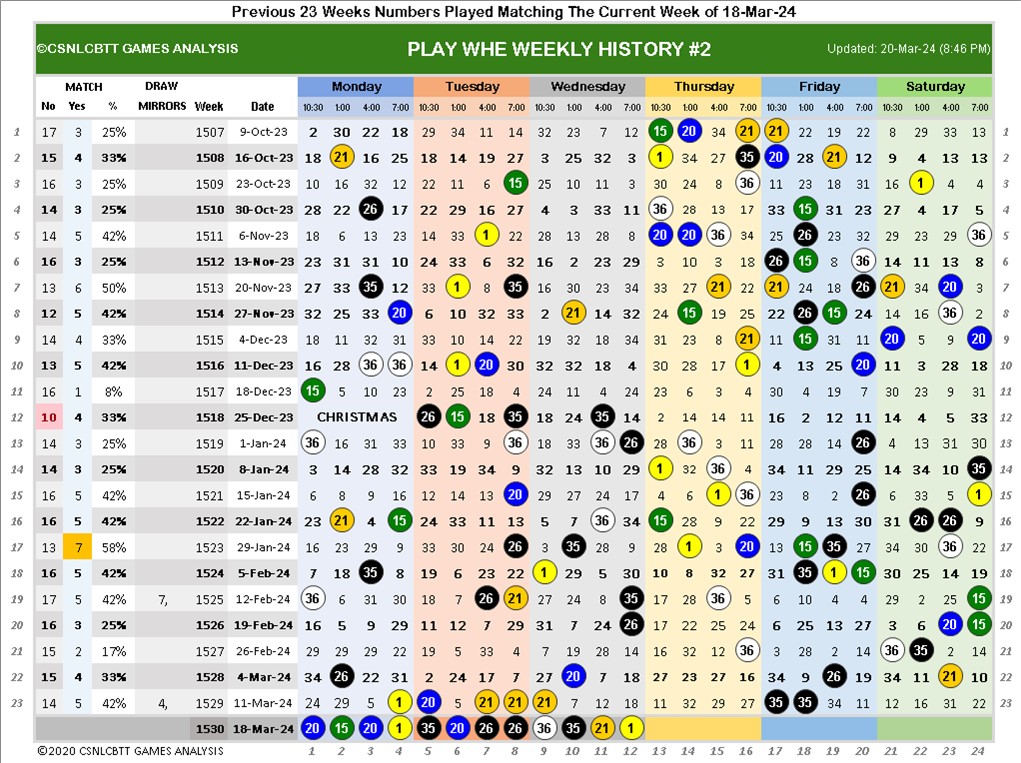 Previous 23 Weeks Numbers Played Matching The Current Week of 18-Mar-24
©CSNLCBTT GAMES ANALYSIS PLAY WHE WEEKLY HISTORY #2 Updated: 20-Mar-24 (8:46 PM)
MATCH DRAW Monday Tuesday Wednesday Thursday Friday Saturday
No Yes % MIRRORS Week Date 10:30 1:00 4:00 7:00 10:30 1:00 4:00 7:00 10:30 1:00 4:00 7:00 10:30 1:00 4:00 7:00 10:30 1:00 4:00 7:00 10:30 1:00 4:00 7:00
1 17 3 25% 1507 9-Oct-23 2 30 22 18 29 34 11 14 32 23 7 12 15 20 34 21 21 22 19 22 8 29 33 13 1
2 15 4 33% 1508 16-Oct-23 18 21 16 25 18 14 19 27 3 25 32 3 1 34 27 35 20 28 21 12 9 4 13 13 2
3 16 3 25% 1509 23-Oct-23 10 16 32 12 22 11 6 15 25 10 11 3 30 24 8 36 11 23 18 31 16 1 4 4 3
4 14 3 25% 1510 30-Oct-23 28 22 26 17 22 29 16 27 4 3 33 11 36 28 13 17 33 15 31 23 27 4 17 5 4
5 14 5 42% 1511 6-Nov-23 18 6 13 23 14 33 1 22 28 13 28 8 20 20 36 34 25 26 23 32 29 23 29 36 5
6 16 3 25% 1512 13-Nov-23 23 31 31 10 24 33 6 32 16 2 23 29 3 10 3 18 26 15 8 36 14 11 13 8 6
7 13 6 50% 1513 20-Nov-23 27 33 35 12 33 1 8 35 16 30 23 34 33 27 21 22 21 24 18 26 21 34 20 3 7
8 12 5 42% 1514 27-Nov-23 32 25 33 20 6 10 32 33 2 21 14 32 24 15 19 25 22 26 15 24 14 16 36 2 8
9 14 4 33% 1515 4-Dec-23 18 11 32 31 33 10 14 22 19 32 18 34 31 23 8 21 11 15 31 11 20 5 9 20 9
10 13 5 42% 1516 11-Dec-23 14 28 36 36 14 1 20 30 32 32 18 4 30 28 17 1 4 13 25 20 11 3 28 18 10
11 16 1 8% 1517 18-Dec-23 15 5 10 23 2 25 18 4 24 11 4 24 23 6 3 4 30 4 19 7 31 9 19 9 11
12 10 4 33% 1518 25-Dec-23 CHRISTMAS 26 15 18 35 18 24 35 14 2 14 14 11 16 2 12 11 14 4 5 33 12
13 14 3 25% 1519 1-Jan-24 36 16 31 33 10 33 9 36 18 33 36 26 28 36 3 14 28 28 14 26 4 13 31 30 13
14 14 3 25% 1520 8-Jan-24 3 14 28 32 33 19 34 9 32 13 10 29 1 32 36 4 34 11 29 25 14 34 10 35 14
15 16 5 42% 1521 15-Jan-24 6 8 9 16 12 14 13 20 29 27 24 17 4 6 1 36 23 8 2 26 6 33 5 1 15
16 16 5 42% 1522 22-Jan-24 23 21 4 15 24 33 11 13 5 7 36 34 15 28 9 22 29 9 13 30 31 26 26 9 16
17 13 7 58% 1523 29-Jan-24 16 23 29 9 33 30 24 26 3 35 28 9 28 1 3 20 13 15 35 27 34 30 36 22 17
18 16 5 42% 1524 5-Feb-24 7 18 35 8 19 6 23 22 1 29 5 30 10 8 32 27 31 35 1 15 30 25 14 19 18
19 17 5 42% 7, 1525 12-Feb-24 36 6 31 30 18 7 26 21 27 24 8 35 17 28 36 5 6 10 4 4 29 2 25 15 19
20 16 3 25% 1526 19-Feb-24 16 5 9 29 11 12 7 29 31 7 24 26 17 22 25 24 6 25 13 27 3 6 20 15 20
21 15 2 17% 1527 26-Feb-24 29 29 29 22 19 5 33 4 7 29 2 17 16 32 11 36 3 28 2 14 36 35 2 14 21
22 15 4 33% 1528 4-Mar-24 34 26 22 31 2 24 17 7 27 20 7 18 27 23 27 16 34 9 26 22 34 11 21 10 22
23 14 5 42% 4, 1529 11-Mar-24 24 29 5 1 20 5 21 21 21 7 12 18 11 32 29 27 35 35 34 11 12 16 31 22 23
1530 18-Mar-24 20 15 20 1 35 20 26 26 36 35 21 1
©2020 CSNLCBTT GAMES ANALYSIS 1 2 3 4 5 6 7 8 9 10 11 12 13 14 15 16 17 18 19 20 21 22 23 24